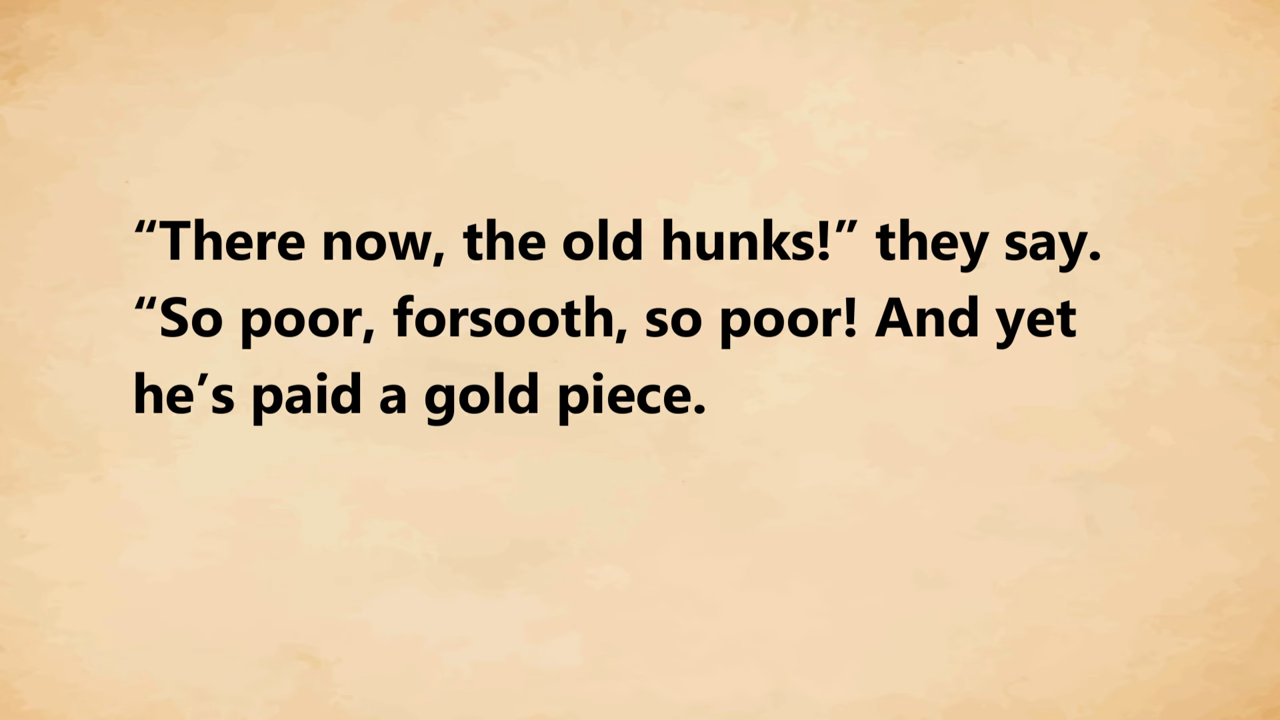 “There now, the old hunks!” they say.
“So poor, forsooth, so poor! And yet
he’s paid a gold piece.